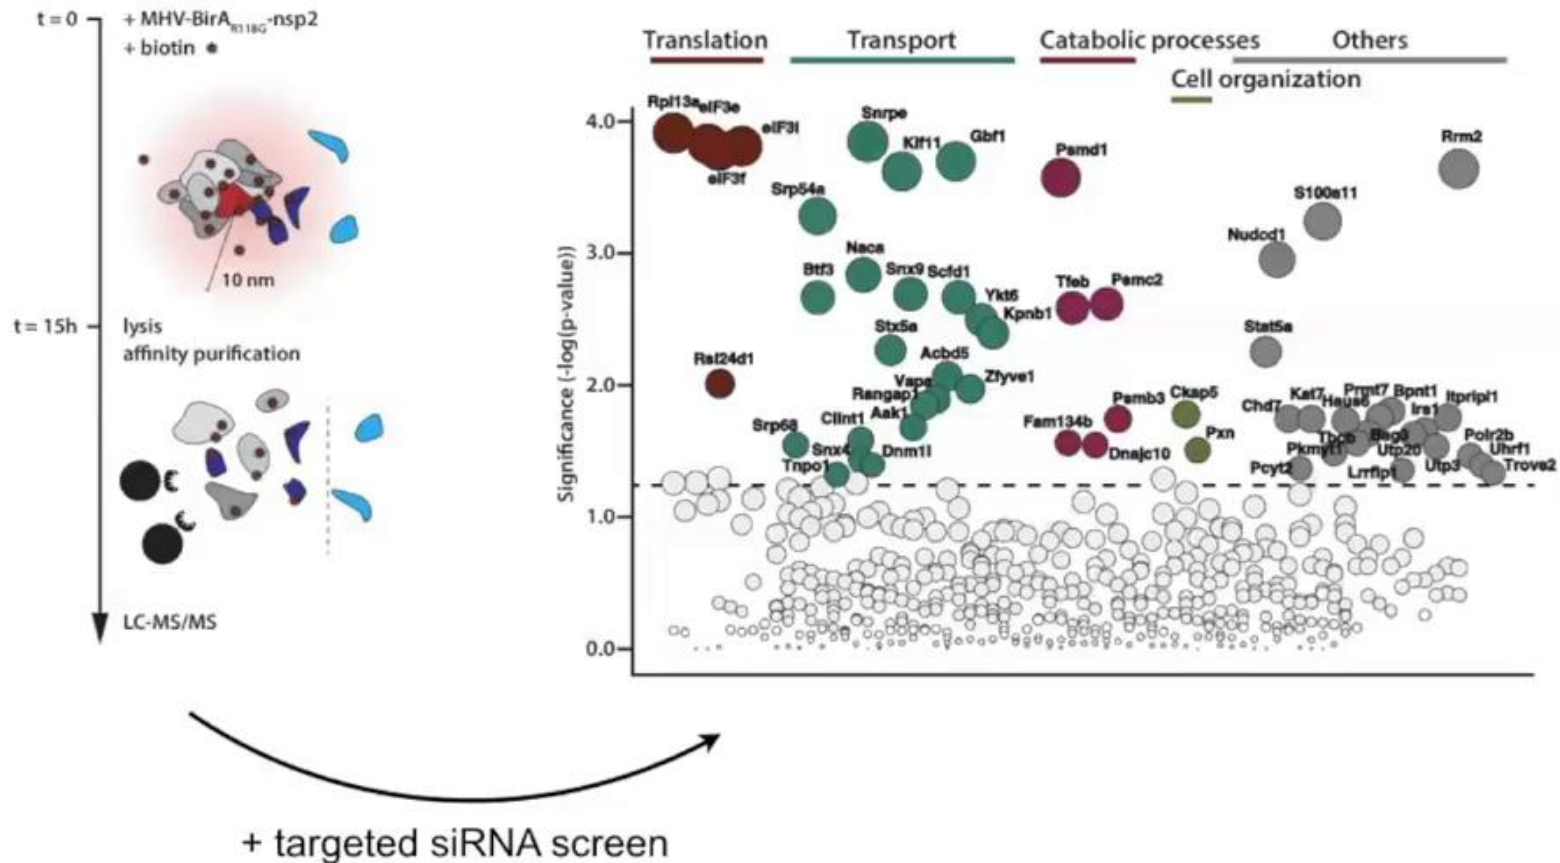 t = 0
+ MHV-BirA R118G -nsp2
+ biotin
10 nm
t = 15h
lysis
affinity purification
LC-MS/MS
Translation
Transport
Catabolic processes
Others
Cell organization
Significance (-log(p-value))
4.0
3.0
2.0
1.0
0.0
Rpl13a
eIF3e
eIF3l
eIF3f
Rsl24d1
Snrpe
Klf11
Gbf1
Srp54a
Naca
Btf3
Snx9
Scfd1
Ykt6
Kpnb1
Stx5a
Acbd5
Vapa
Zfyve1
Rangap1
Aak1
Clint1
Srp68
Snx4
Dnm1l
Tnpo1
Psmd1
Tfeb
Psmc2
Psmb3
Fam134b
Dnajc10
Ckap5
Pxn
Rrm2
S100a11
Nudcd1
Stat5a
Chd7
Kat7
Haus6
Prmt7
Bpnt1
Irs1
Itpripl1
Tbcb
Bag3
Pkmyt1
Utp20
Polr2b
Uhrf1
Pcyt2
Lrrfip1
Utp3
Trove2
+ targeted siRNA screen